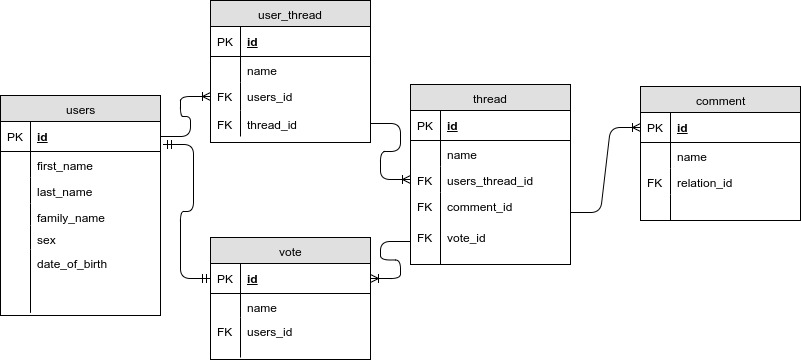 user_thread
PK id
name
FK users_id
FK thread_id
users
PK id
first_name
last_name
family_name
sex
date_of_birth
thread
PK id
name
FK users_thread_id
FK comment_id
FK vote_id
comment
PK id
name
FK relation_id
vote
PK id
name
FK users_id